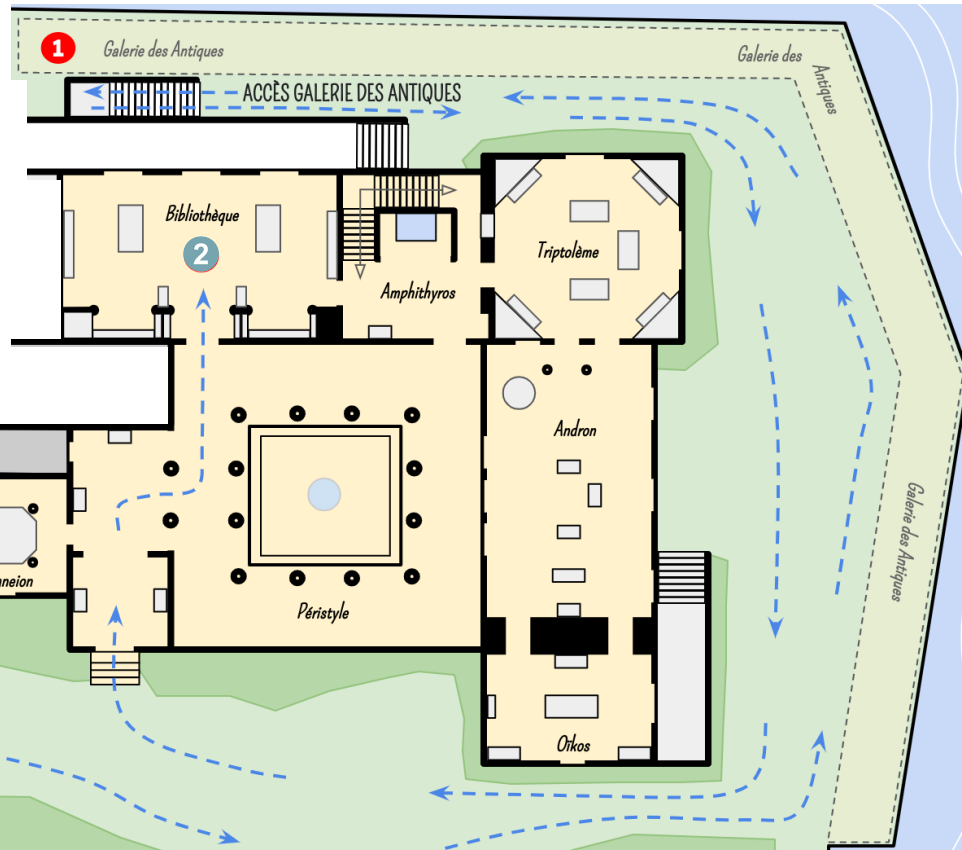 1 Galerie des Antiques
Galerie des
Antiques
ACCÈS GALERIE DES ANTIQUES
Bibliothèque
2
Triptolème
Amphithyros
Andron
Galerie des Antiques
neion
Péristyle
Oïkos